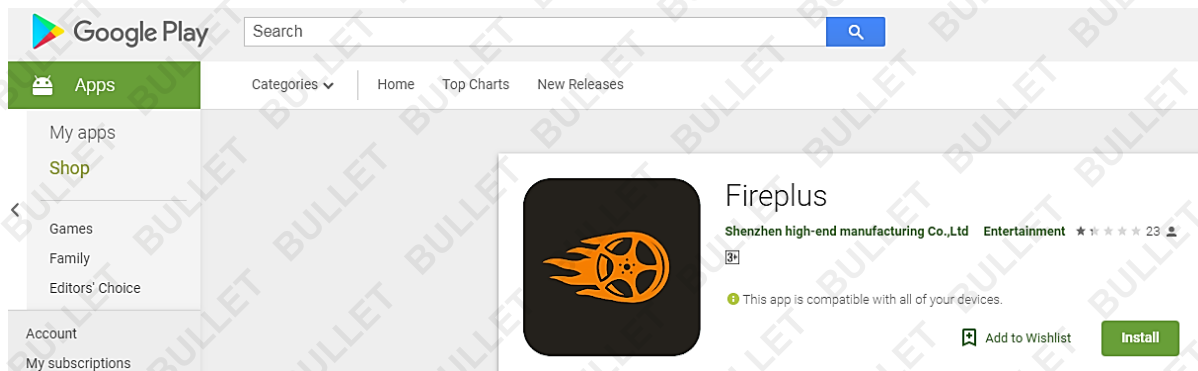 Google Play
Search
Apps
Categories
Home
Top Charts
New Releases
My apps
Shop
Games
Family
Editors' Choice
Account
My subscriptions
Fireplus
Shenzhen high-end manufacturing Co.,Ltd Entertainment 23
3+
This app is compatible with all of your devices.
Add to Wishlist
Install
BULLET